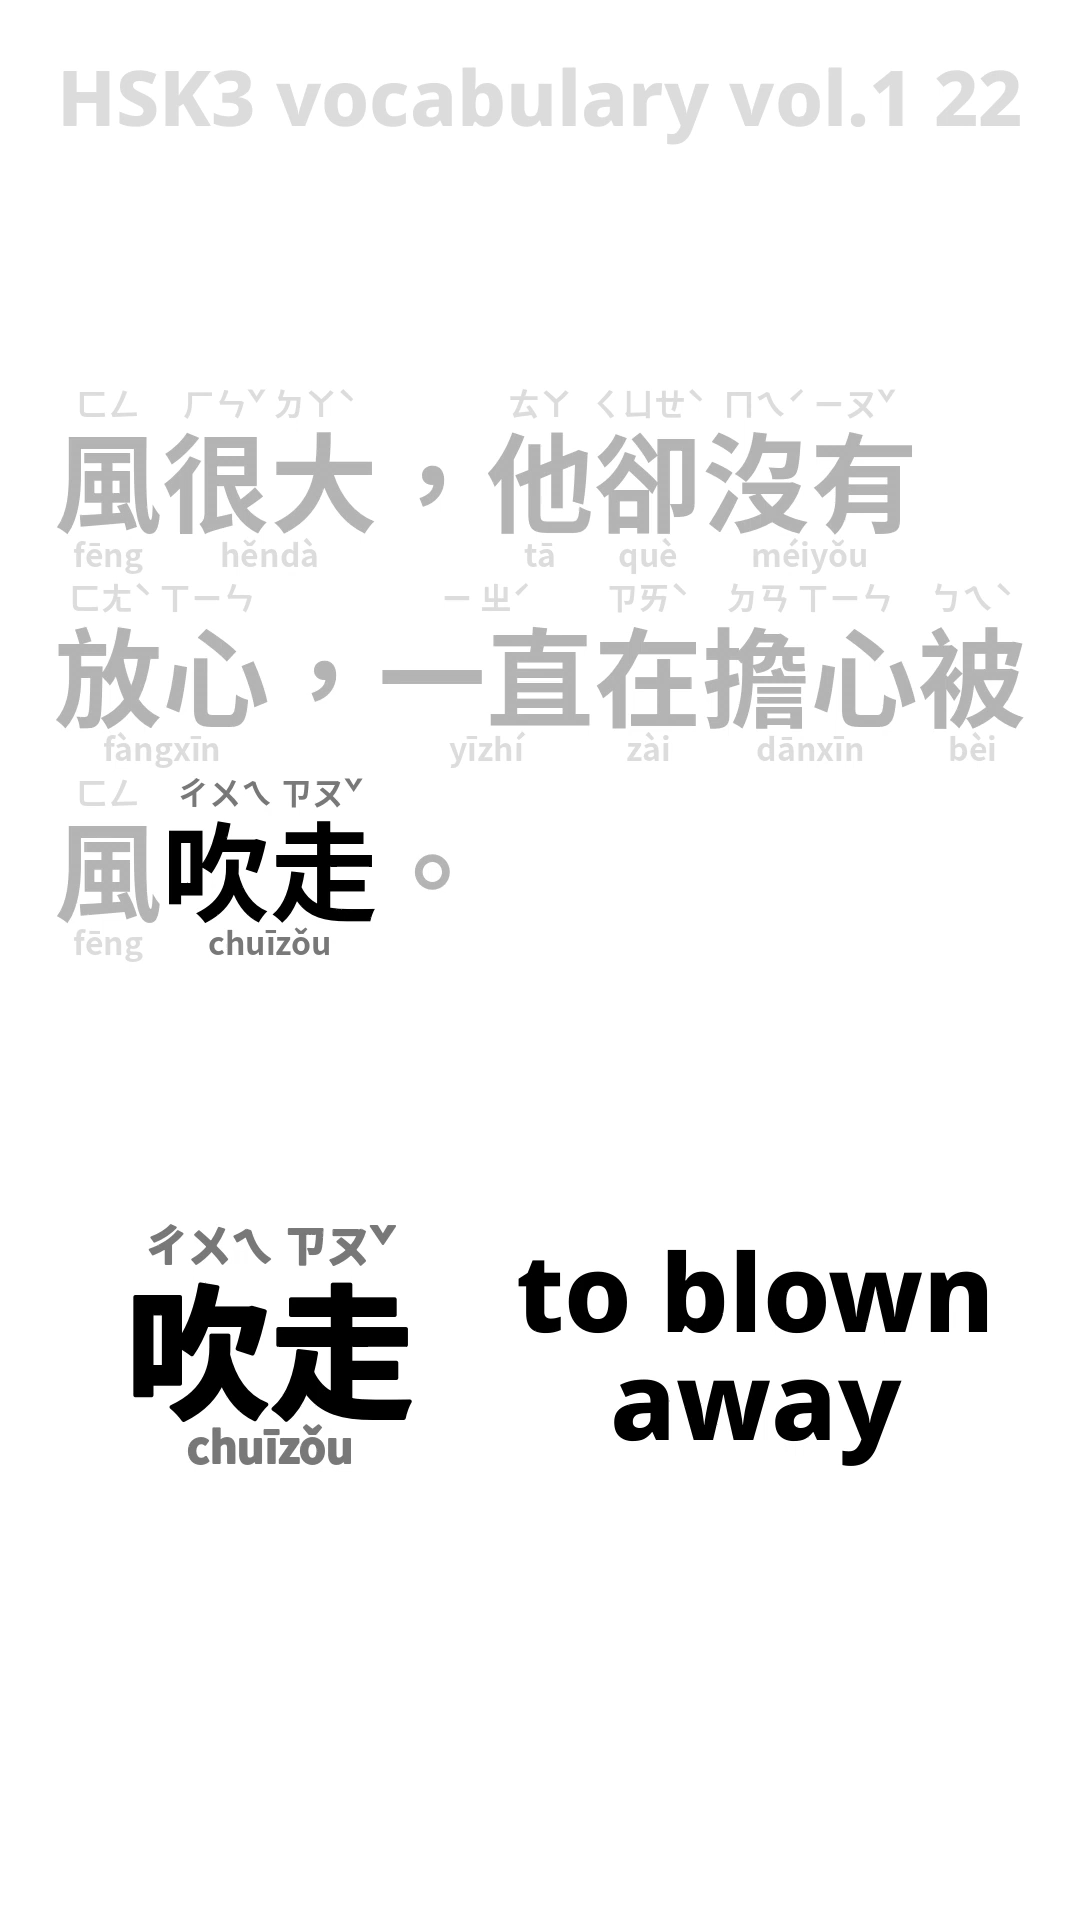 HSK3 vocabulary vol.1 22
ㄈㄥ ㄏㄣˇ ㄉㄚˋ ㄊㄚ ㄑㄩㄝˋ ㄇㄟˊ ㄧㄡˇ
風很大，他卻沒有
fēng hěndà tā què méiyǒu
ㄈㄤˋ ㄒㄧㄣ ㄧ ㄓˊ ㄗㄞˋ ㄉㄢ ㄒㄧㄣ ㄅㄟˋ
放心，一直在擔心被
fàngxīn yīzhí zài dānxīn bèi
ㄈㄥ ㄔㄨㄟ ㄗㄡˇ
風吹走。
fēng chuīzǒu
ㄔㄨㄟ ㄗㄡˇ
吹走
chuīzǒu
to blown
away